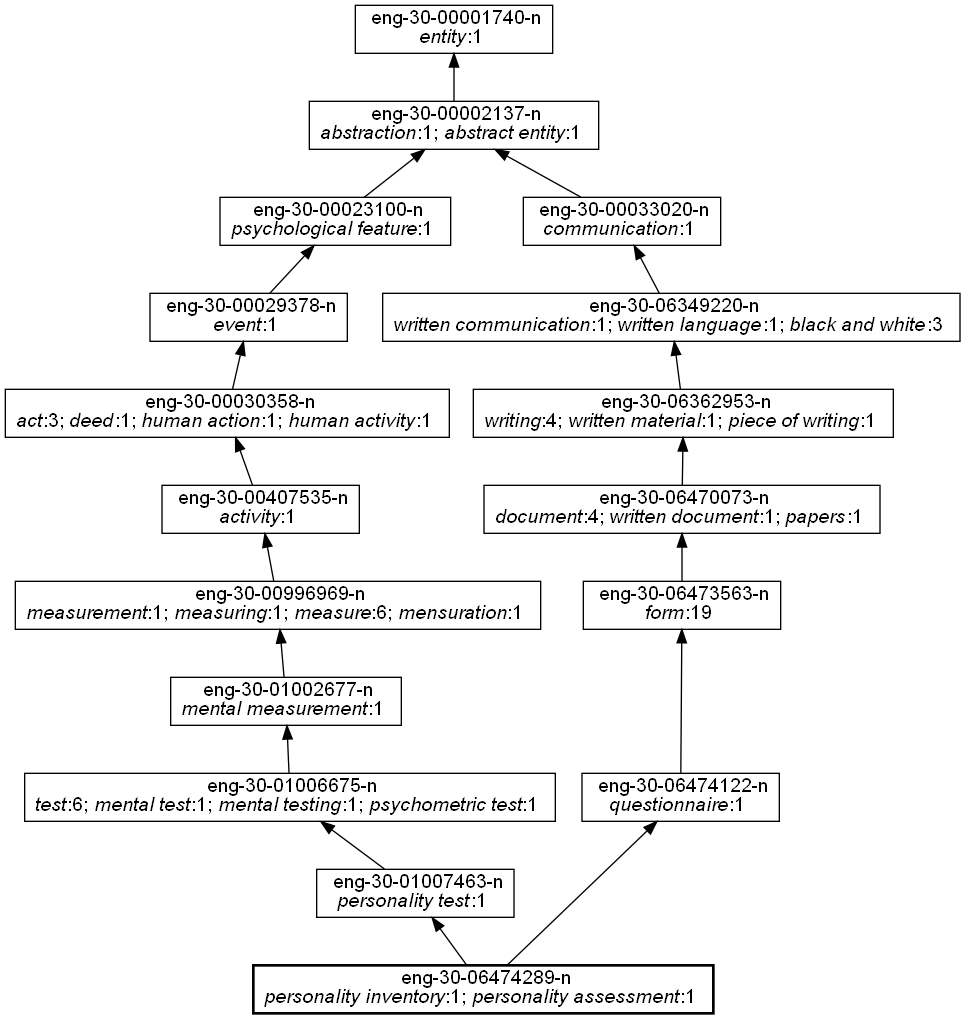 eng-30-00001740-n
entity:1
eng-30-00002137-n
abstraction:1; abstract entity:1
eng-30-00023100-n
psychological feature:1
eng-30-00033020-n
communication:1
eng-30-00029378-n
event:1
eng-30-06349220-n
written communication:1; written language:1; black and white:3
eng-30-00030358-n
act:3; deed:1; human action:1; human activity:1
eng-30-06362953-n
writing:4; written material:1; piece of writing:1
eng-30-00407535-n
activity:1
eng-30-06470073-n
document:4; written document:1; papers:1
eng-30-00996969-n
measurement:1; measuring:1; measure:6; mensuration:1
eng-30-06473563-n
form:19
eng-30-01002677-n
mental measurement:1
eng-30-01006675-n
test:6; mental test:1; mental testing:1; psychometric test:1
eng-30-06474122-n
questionnaire:1
eng-30-01007463-n
personality test:1
eng-30-06474289-n
personality inventory:1; personality assessment:1